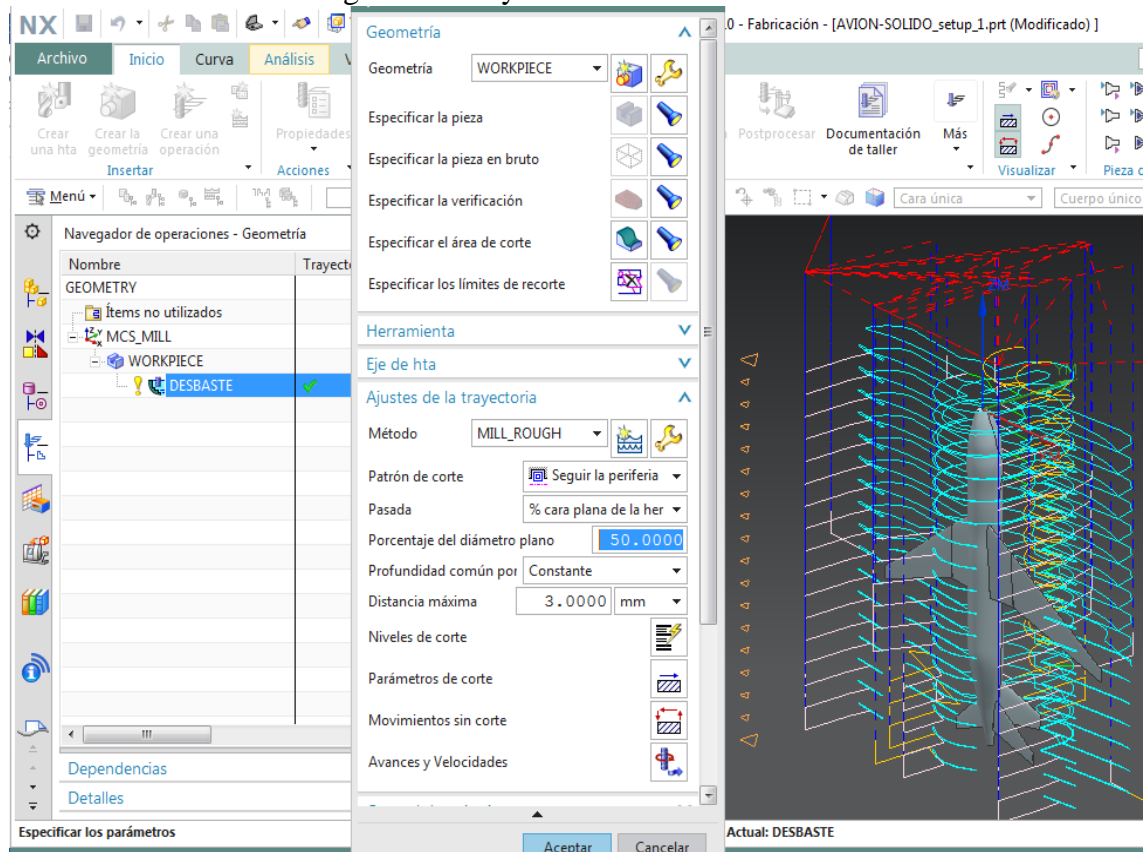 NX
.0 - Fabricación - [AVION-SOLIDO_setup_1.prt (Modificado) ]
Archivo
Inicio
Curva
Análisis
Crear una hta
Crear la geometría
Crear una operación
Propiedades
Insertar
Acciones
Postprocesar
Documentación de taller
Más
Visualizar
Menú
Cara única
Cuerpo único
Navegador de operaciones - Geometría
Nombre
GEOMETRY
Ítems no utilizados
MCS_MILL
WORKPIECE
DESBASTE
Dependencias
Detalles
Especificar los parámetros
Geometría
Geometría WORKPIECE
Especificar la pieza
Especificar la pieza en bruto
Especificar la verificación
Especificar el área de corte
Especificar los límites de recorte
Herramienta
Eje de hta
Ajustes de la trayectoria
Método MILL_ROUGH
Patrón de corte Seguir la periferia
Pasada % cara plana de la her
Porcentaje del diámetro plano 50.0000
Profundidad común por Constante
Distancia máxima 3.0000 mm
Niveles de corte
Parámetros de corte
Movimientos sin corte
Avances y Velocidades
Aceptar
Cancelar
Actual: DESBASTE